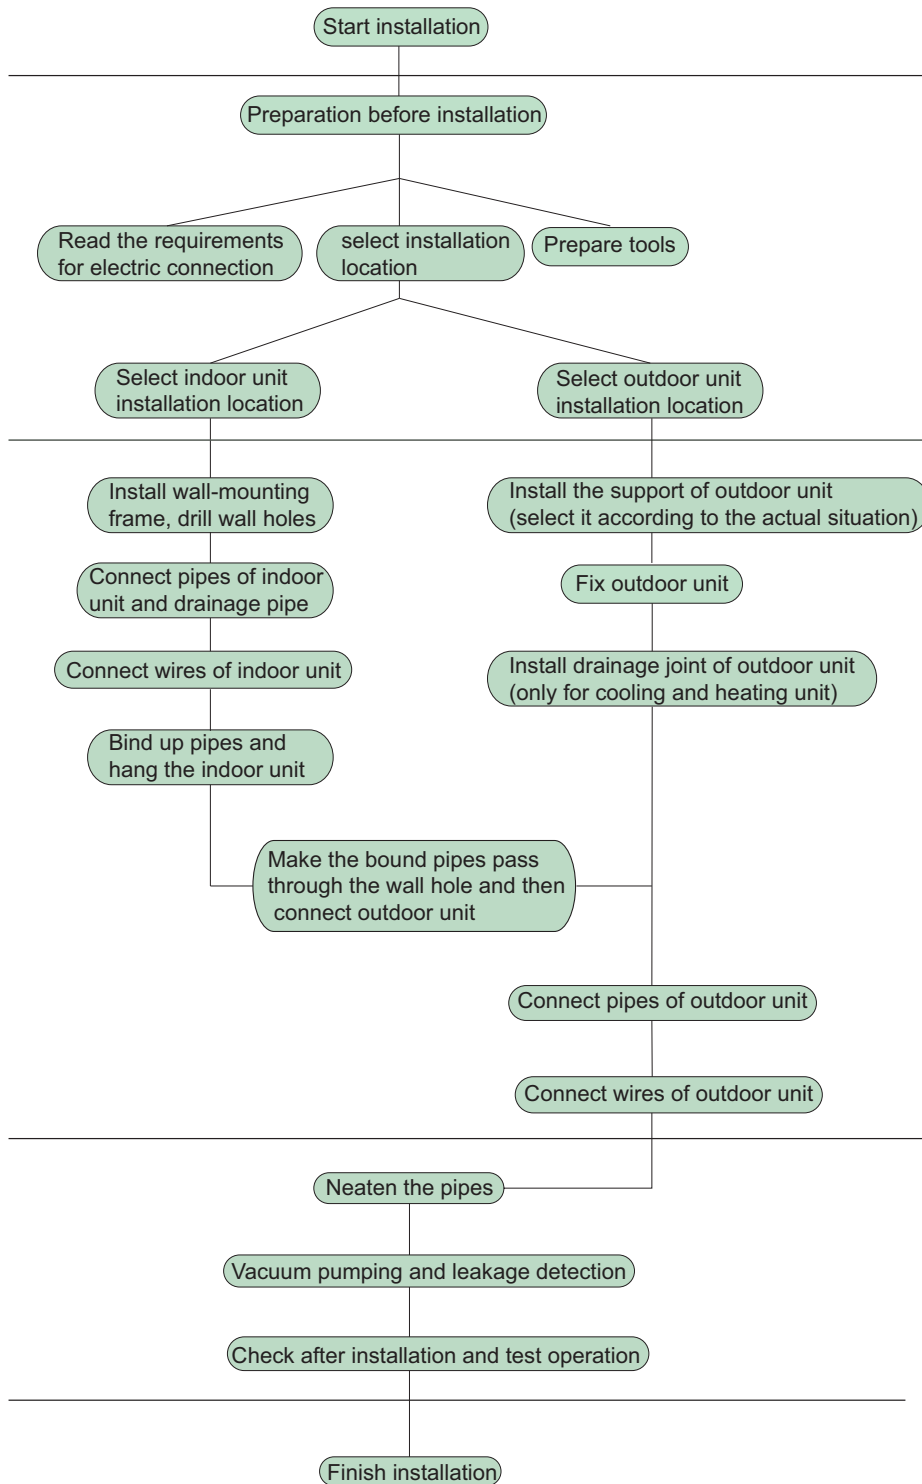 Start installation
Preparation before installation
Read the requirements
for electric connection
select installation
location
Prepare tools
Select indoor unit
installation location
Select outdoor unit
installation location
Install wall-mounting
frame, drill wall holes
Connect pipes of indoor
unit and drainage pipe
Connect wires of indoor unit
Bind up pipes and
hang the indoor unit
Install the support of outdoor unit
(select it according to the actual situation)
Fix outdoor unit
Install drainage joint of outdoor unit
(only for cooling and heating unit)
Make the bound pipes pass
through the wall hole and then
connect outdoor unit
Connect pipes of outdoor unit
Connect wires of outdoor unit
Neaten the pipes
Vacuum pumping and leakage detection
Check after installation and test operation
Finish installation